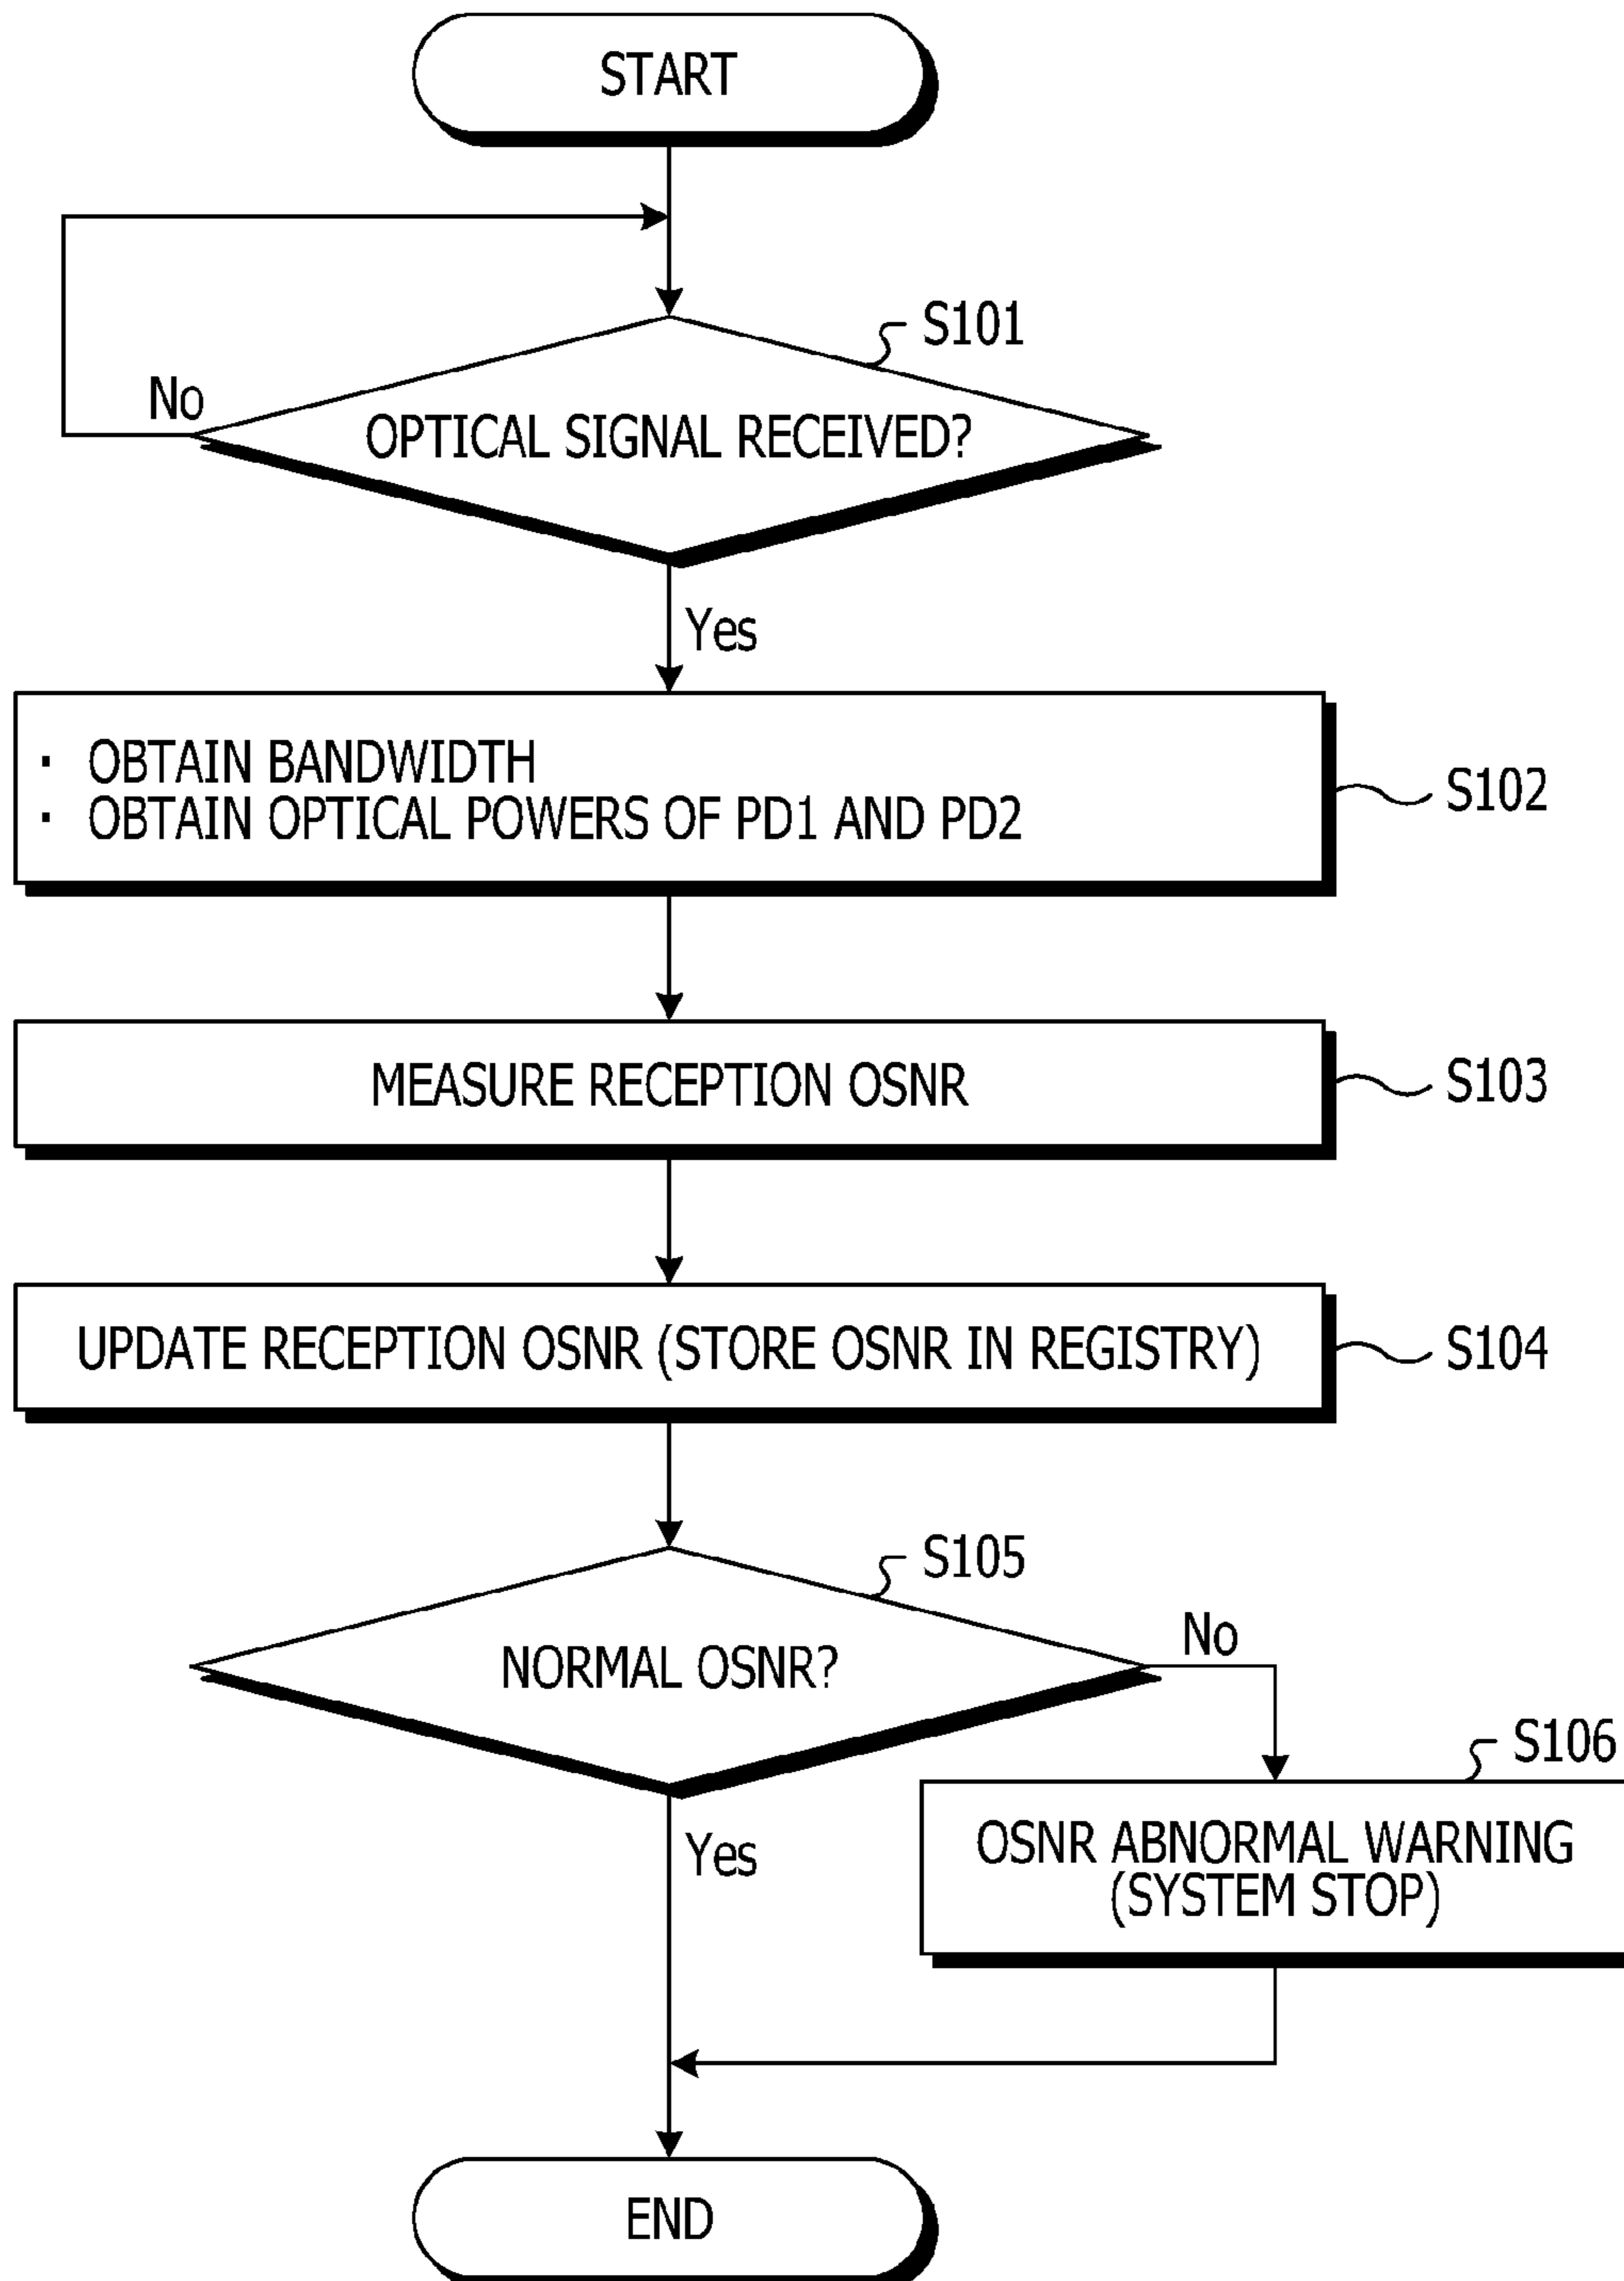 START
S101
No
OPTICAL SIGNAL RECEIVED?
Yes
· OBTAIN BANDWIDTH
· OBTAIN OPTICAL POWERS OF PD1 AND PD2
S102
MEASURE RECEPTION OSNR
S103
UPDATE RECEPTION OSNR (STORE OSNR IN REGISTRY)
S104
S105
NORMAL OSNR?
No
S106
Yes
OSNR ABNORMAL WARNING
(SYSTEM STOP)
END